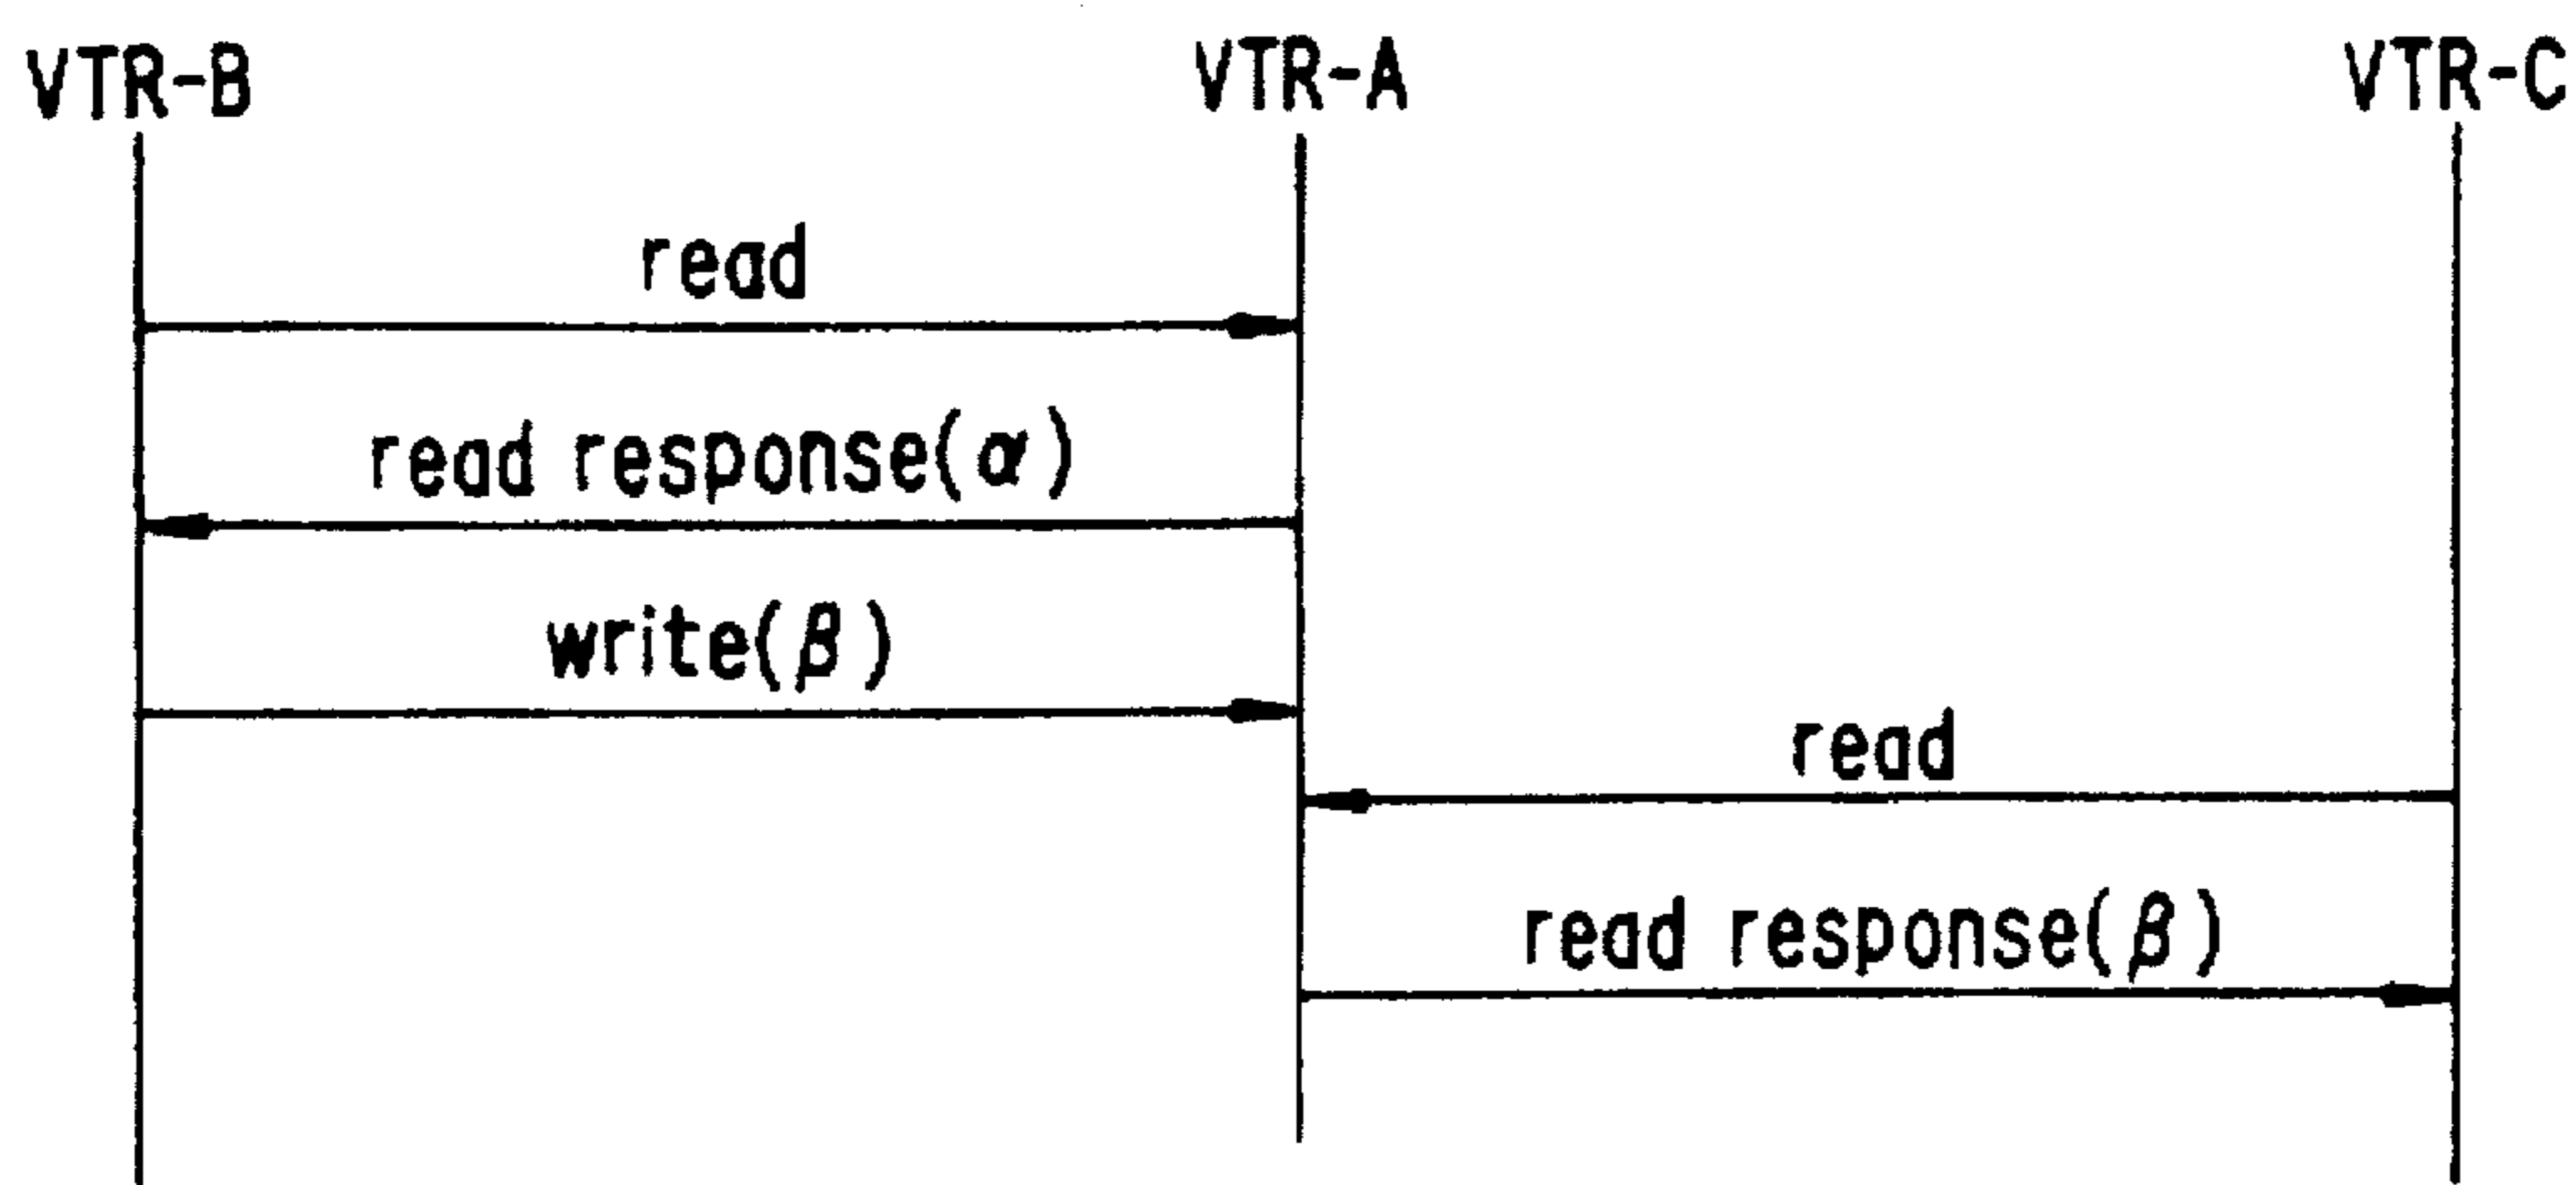 VTR-B VTR-A VTR-C
read
read response(α)
write(β)
read
read response(β)